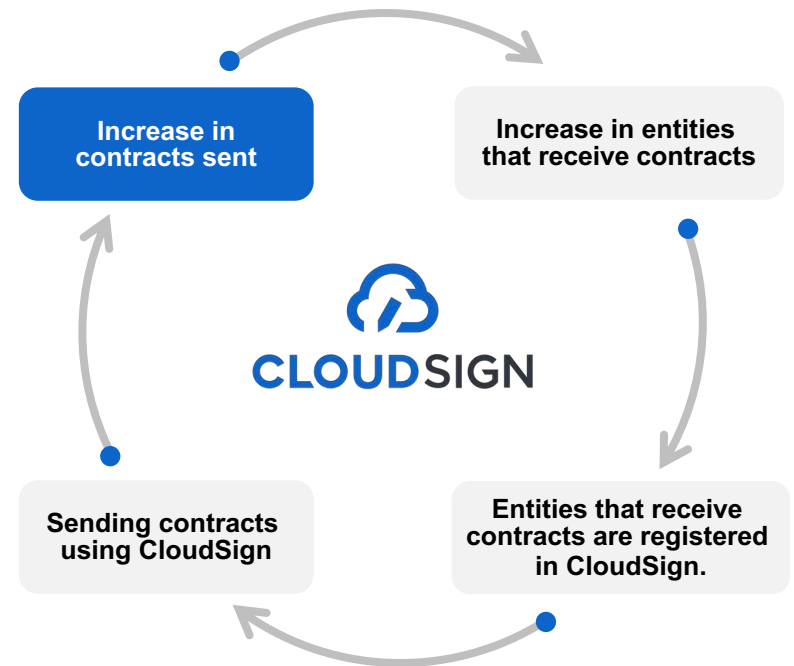 Increase in
contracts sent
Increase in entities
that receive contracts
CLOUDSIGN
Sending contracts
using CloudSign
Entities that receive
contracts are registered
in CloudSign.